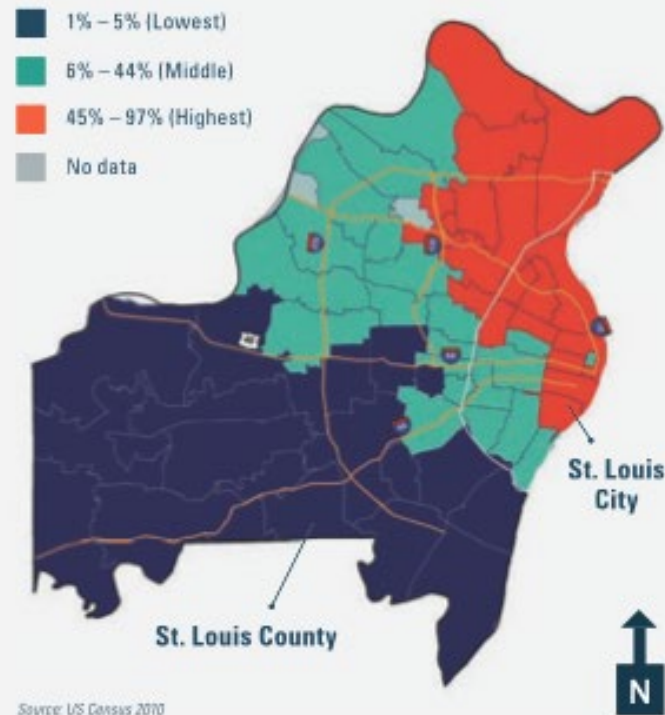 1% – 5% (Lowest)
6% – 44% (Middle)
45% – 97% (Highest)
No data
St. Louis
City
St. Louis County
N
Source: US Census 2010